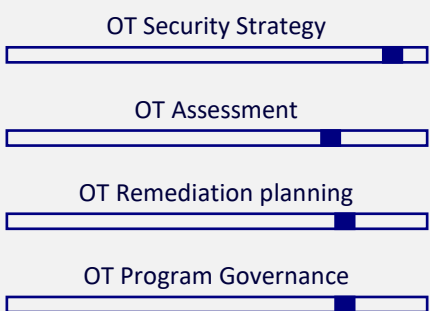 OT Security Strategy
OT Assessment
OT Remediation planning
OT Program Governance